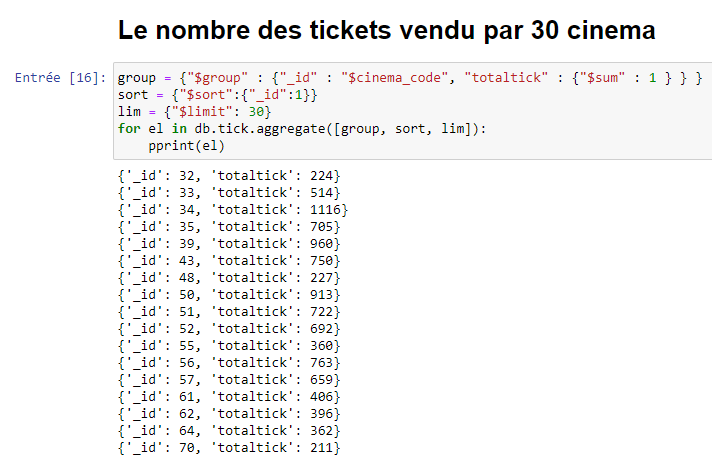 Le nombre des tickets vendu par 30 cinema
Entrée [16]:
group = {"$group" : {"_id" : "$cinema_code", "totaltick" : {"$sum" : 1 } } }
sort = {"$sort":{"_id":1}}
lim = {"$limit": 30}
for el in db.tick.aggregate([group, sort, lim]):
    pprint(el)
{'_id': 32, 'totaltick': 224}
{'_id': 33, 'totaltick': 514}
{'_id': 34, 'totaltick': 1116}
{'_id': 35, 'totaltick': 705}
{'_id': 39, 'totaltick': 960}
{'_id': 43, 'totaltick': 750}
{'_id': 48, 'totaltick': 227}
{'_id': 50, 'totaltick': 913}
{'_id': 51, 'totaltick': 722}
{'_id': 52, 'totaltick': 692}
{'_id': 55, 'totaltick': 360}
{'_id': 56, 'totaltick': 763}
{'_id': 57, 'totaltick': 659}
{'_id': 61, 'totaltick': 406}
{'_id': 62, 'totaltick': 396}
{'_id': 64, 'totaltick': 362}
{'_id': 70, 'totaltick': 211}